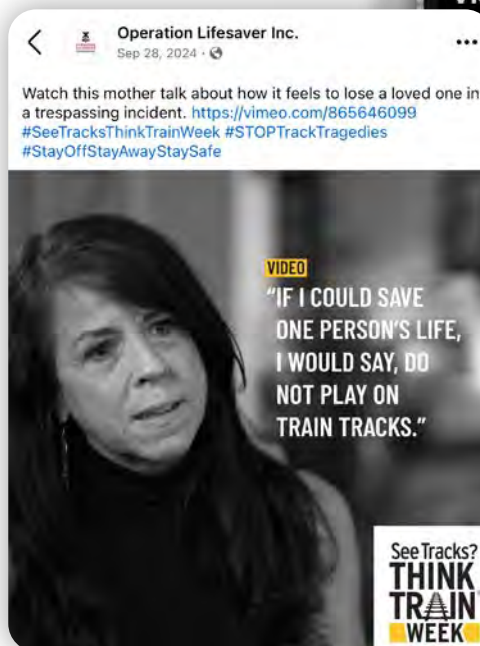 Operation Lifesaver Inc.
Sep 28, 2024 ·
Watch this mother talk about how it feels to lose a loved one in
a trespassing incident. https://vimeo.com/865646099
#SeeTracksThinkTrainWeek #STOPTrackTragedies
#StayOffStayAwayStaySafe
VIDEO
“IF I COULD SAVE
ONE PERSON’S LIFE,
I WOULD SAY, DO
NOT PLAY ON
TRAIN TRACKS.”
See Tracks?
THINK
TRAIN
WEEK